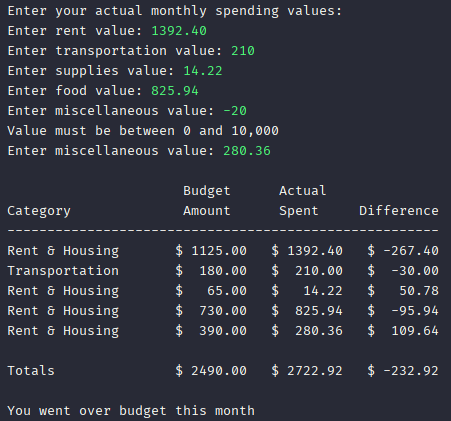 Enter your actual monthly spending values:
Enter rent value: 1392.40
Enter transportation value: 210
Enter supplies value: 14.22
Enter food value: 825.94
Enter miscellaneous value: -20
Value must be between 0 and 10,000
Enter miscellaneous value: 280.36
Budget Actual
Category Amount Spent Difference
------------------------------------------------------
Rent & Housing $ 1125.00 $ 1392.40 $ -267.40
Transportation $ 180.00 $ 210.00 $ -30.00
Rent & Housing $ 65.00 $ 14.22 $ 50.78
Rent & Housing $ 730.00 $ 825.94 $ -95.94
Rent & Housing $ 390.00 $ 280.36 $ 109.64
Totals $ 2490.00 $ 2722.92 $ -232.92
You went over budget this month